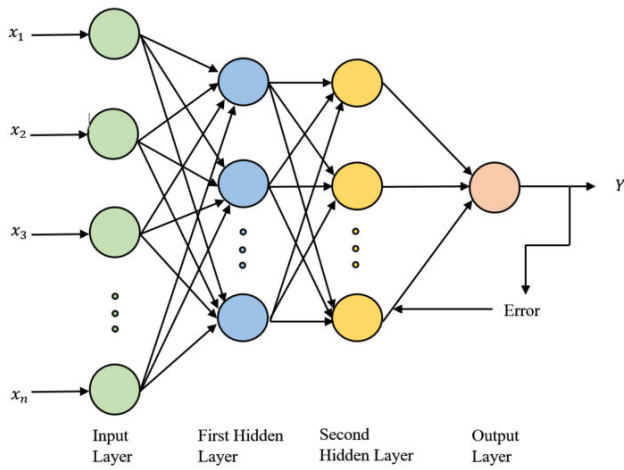 x₁
x₂
x₃
xₙ
Y
Error
Input
Layer
First Hidden
Layer
Second
Hidden Layer
Output
Layer